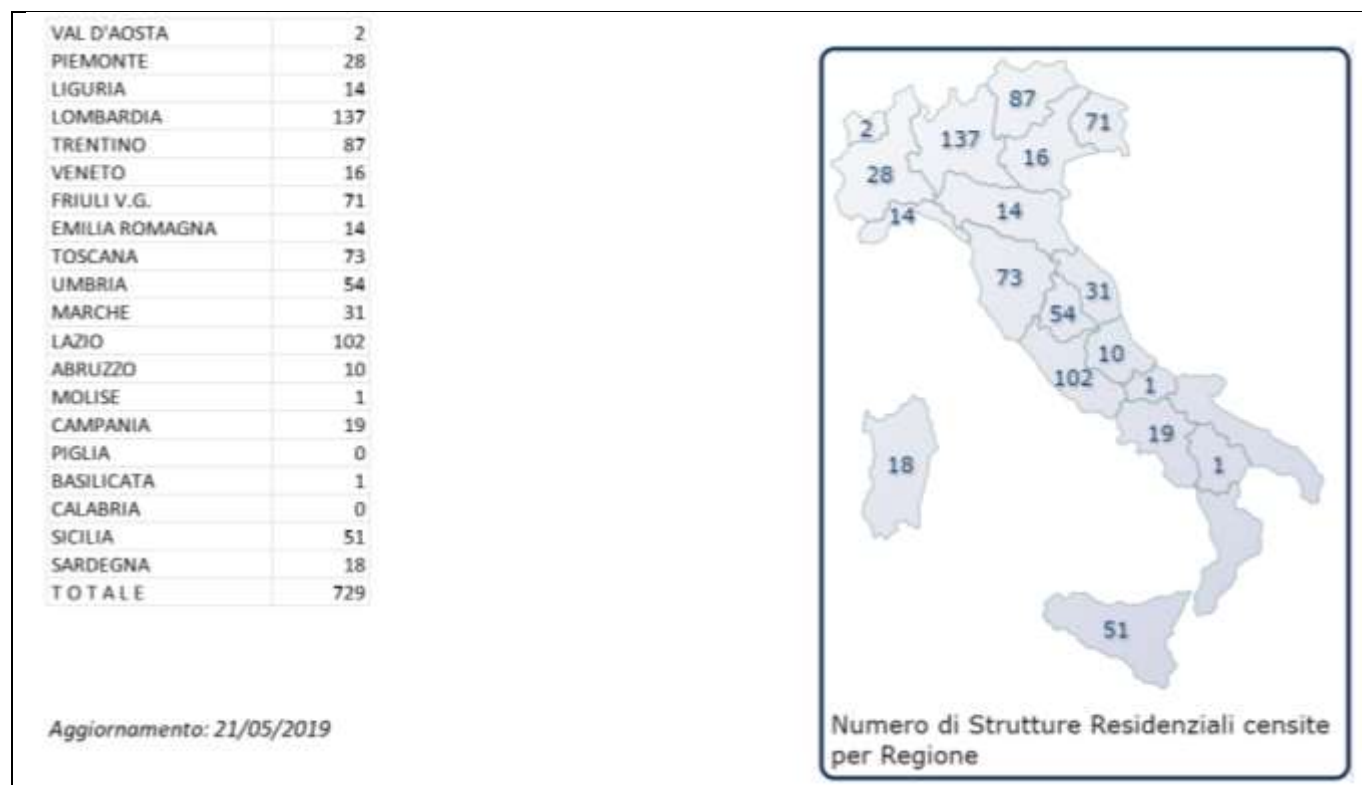 VAL D'AOSTA 2
PIEMONTE 28
LIGURIA 14
LOMBARDIA 137
TRENTINO 87
VENETO 16
FRIULI V.G. 71
EMILIA ROMAGNA 14
TOSCANA 73
UMBRIA 54
MARCHE 31
LAZIO 102
ABRUZZO 10
MOLISE 1
CAMPANIA 19
PIGLIA 0
BASILICATA 1
CALABRIA 0
SICILIA 51
SARDEGNA 18
T O T A L E 729
Aggiornamento: 21/05/2019
87
2
137
71
16
28
14
14
73
31
54
10
102
1
19
18
1
51
Numero di Strutture Residenziali censite
per Regione